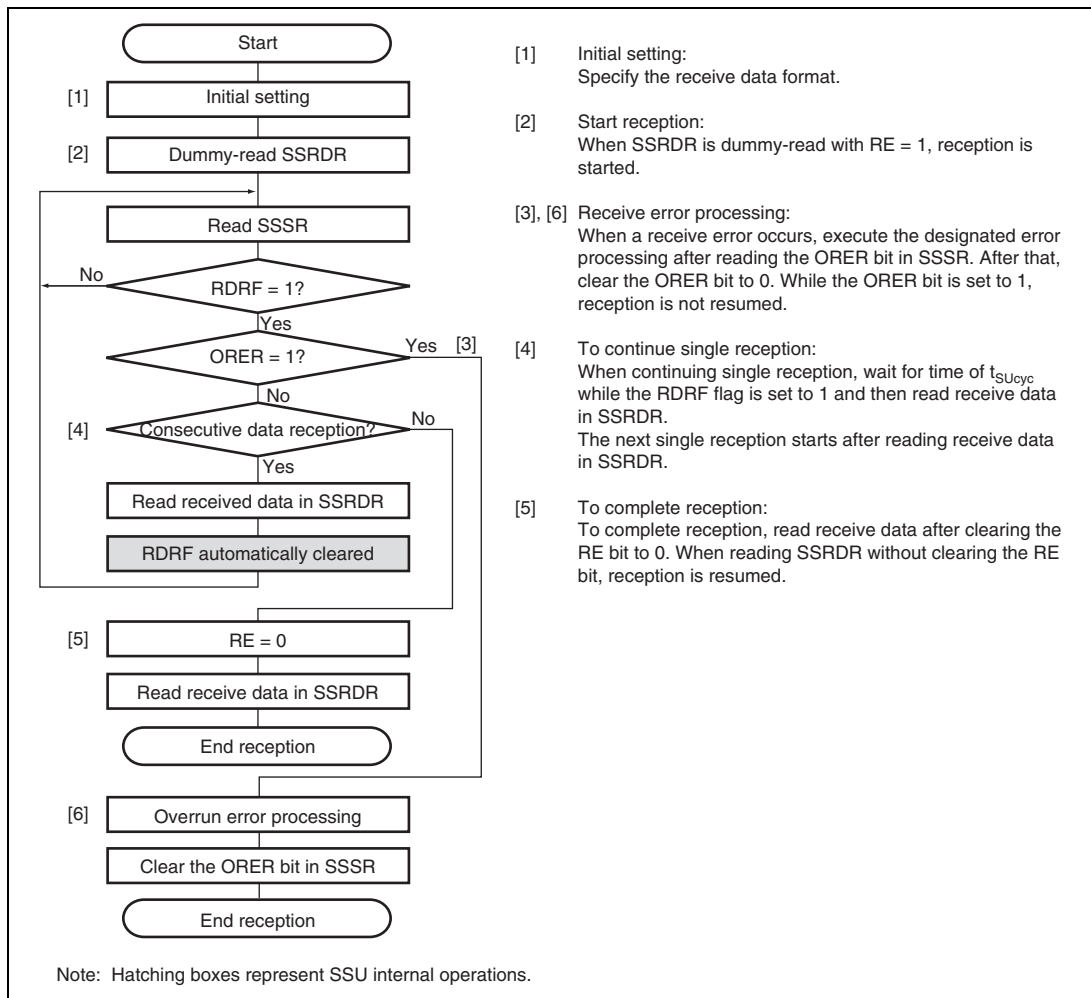 Start
[1] Initial setting
[2] Dummy-read SSRDR
Read SSSR
No
RDRF = 1?
Yes
ORER = 1?
Yes [3]
No
[4] Consecutive data reception?
No
Yes
Read received data in SSRDR
RDRF automatically cleared
[5] RE = 0
Read receive data in SSRDR
End reception
[6] Overrun error processing
Clear the ORER bit in SSSR
End reception
[1] Initial setting:
Specify the receive data format.
[2] Start reception:
When SSRDR is dummy-read with RE = 1, reception is
started.
[3], [6] Receive error processing:
When a receive error occurs, execute the designated error
processing after reading the ORER bit in SSSR. After that,
clear the ORER bit to 0. While the ORER bit is set to 1,
reception is not resumed.
[4] To continue single reception:
When continuing single reception, wait for time of tSUcyc
while the RDRF flag is set to 1 and then read receive data
in SSRDR.
The next single reception starts after reading receive data
in SSRDR.
[5] To complete reception:
To complete reception, read receive data after clearing the
RE bit to 0. When reading SSRDR without clearing the RE
bit, reception is resumed.
Note: Hatching boxes represent SSU internal operations.